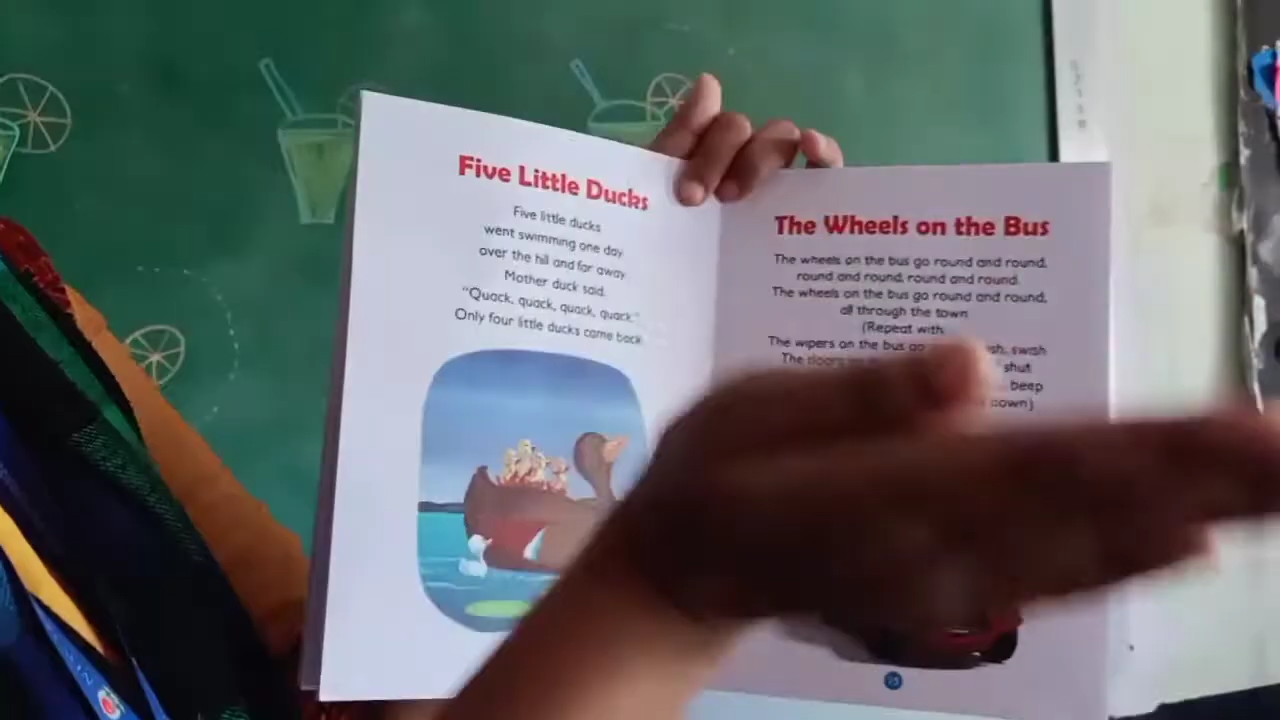 Five Little Ducks
Five little ducks
went swimming one day
over the hill and far away
Mother duck said,
"Quack, quack, quack, quack."
Only four little ducks came back
The Wheels on the Bus
The wheels on the bus go round and round,
round and round, round and round.
The wheels on the bus go round and round,
all through the town
(Repeat with
The wipers on the bus go swish
The doors
shut
beep